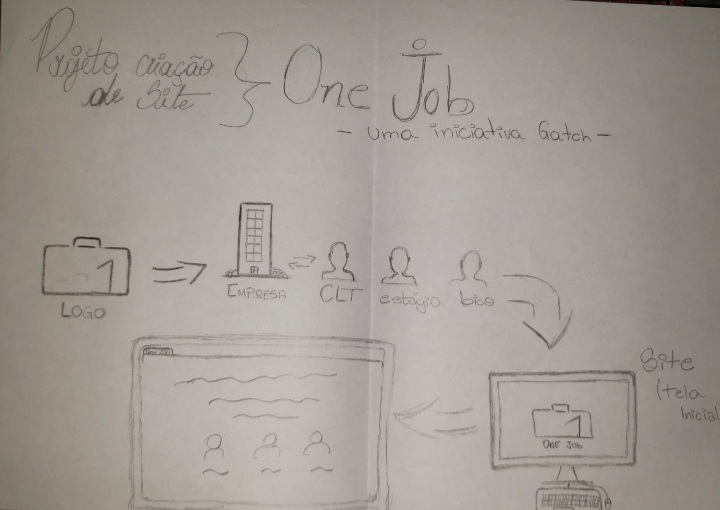 Projeto criação
de Site
One Job
- uma iniciativa Gatch -
1
LOGO
EMPRESA
CLT
estágio
bico
Site
(tela
Inicial
1
ONE JOB